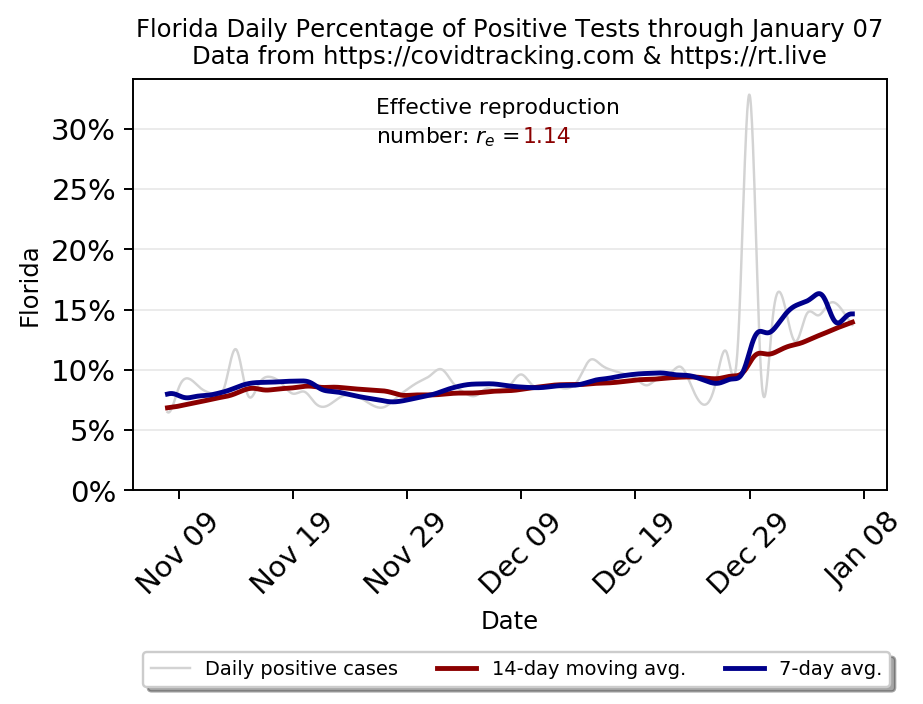 Florida Daily Percentage of Positive Tests through January 07
Data from https://covidtracking.com & https://rt.live
Effective reproduction
number: rₑ =1.14
30%
25%
20%
15%
10%
5%
0%
Florida
Nov 09
Nov 19
Nov 29
Dec 09
Dec 19
Dec 29
Jan 08
Date
Daily positive cases
14-day moving avg.
7-day avg.